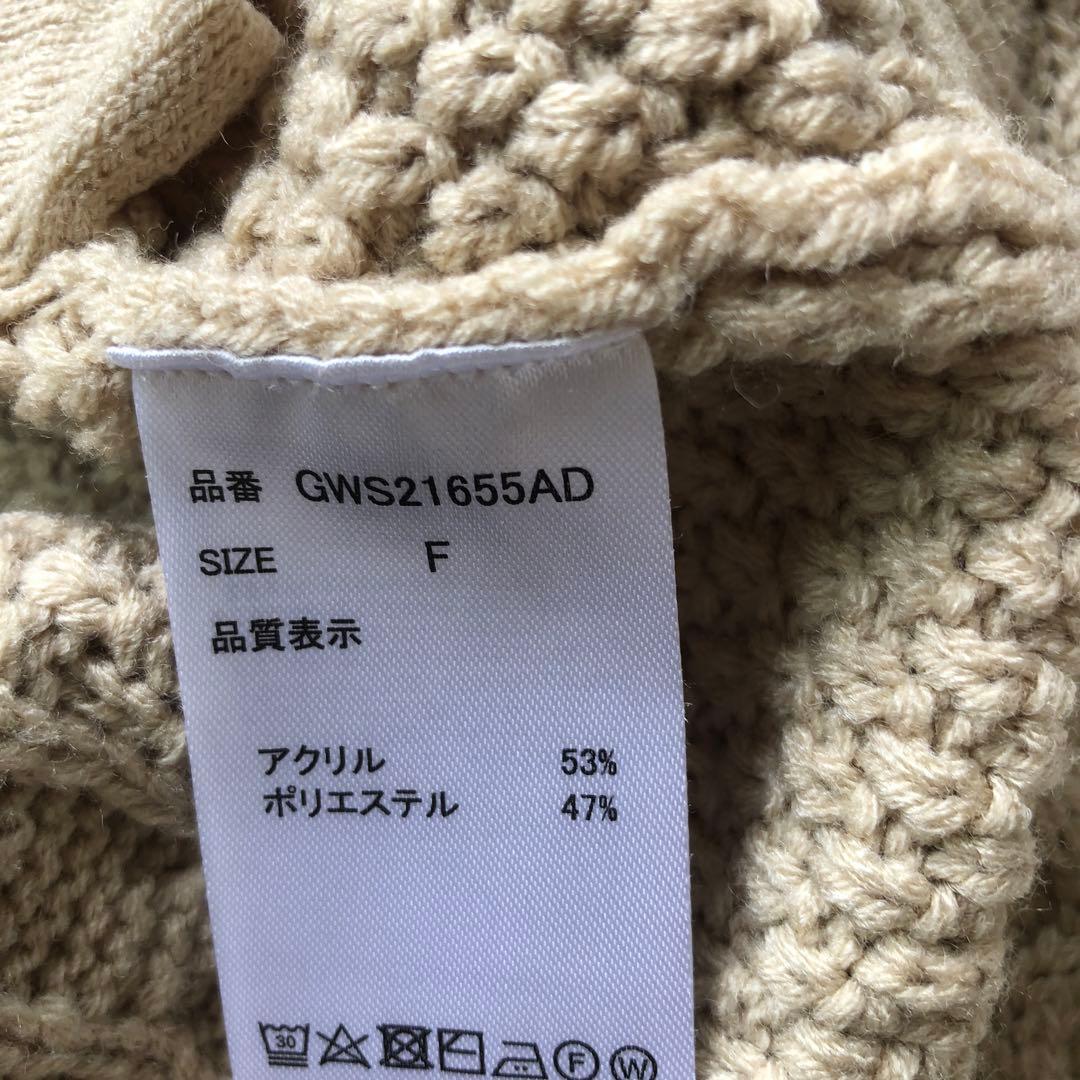 品番 GWS21655AD
SIZE F
品質表示
アクリル 53%
ポリエステル 47%
30 F W